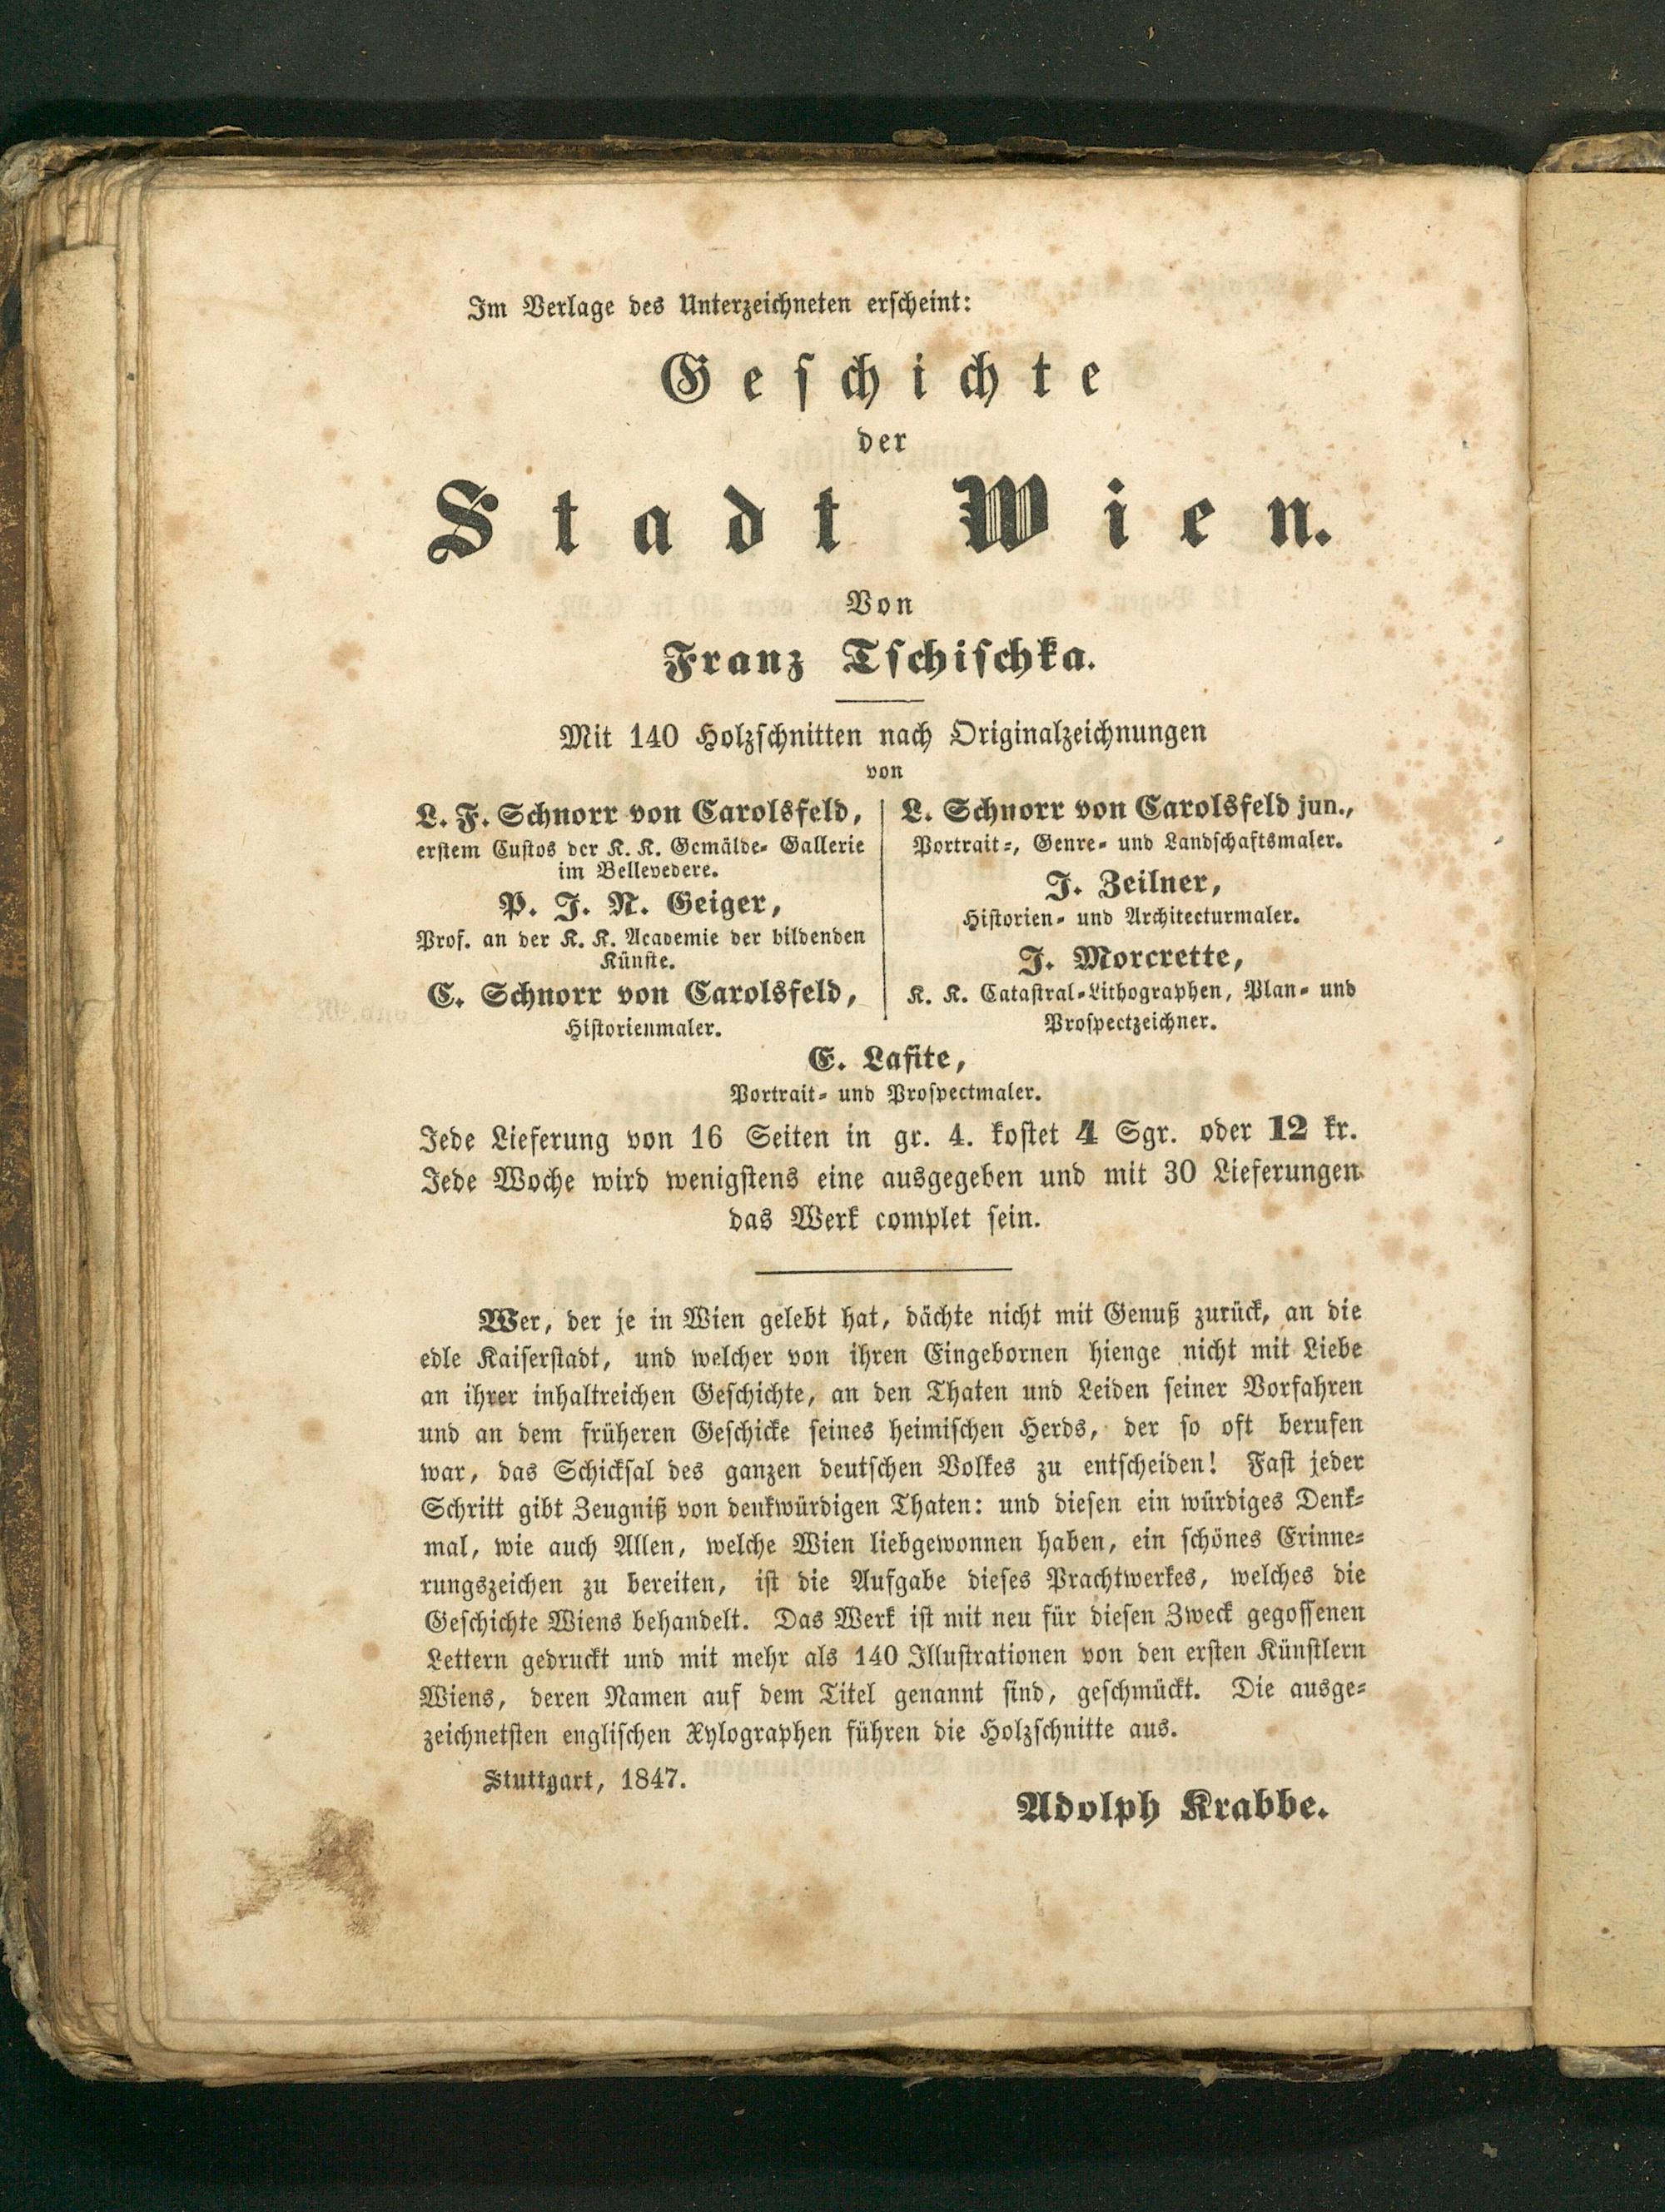 Im Verlage des Unterzeichneten erscheint:
Geschichte
der
Stadt Wien.
Von
Franz Tschischka.
Mit 140 Holzschnitten nach Originalzeichnungen
von
L. F. Schnorr von Carolsfeld,
erstem Custos der K. K. Gemälde- Gallerie
im Bellevedere.
P. J. N. Geiger,
Prof. an der K. K. Academie der bildenden
Künste.
C. Schnorr von Carolsfeld,
Historienmaler.
L. Schnorr von Carolsfeld jun.,
Portrait-, Genre- und Landschaftsmaler.
J. Zeilner,
Historien- und Architecturmaler.
J. Morcrette,
K. K. Catastral-Lithographen, Plan- und
Prospectzeichner.
E. Lafite,
Portrait- und Prospectmaler.
Jede Lieferung von 16 Seiten in gr. 4. kostet 4 Sgr. oder 12 kr.
Jede Woche wird wenigstens eine ausgegeben und mit 30 Lieferungen
das Werk complet sein.
Wer, der je in Wien gelebt hat, dächte nicht mit Genuß zurück, an die
edle Kaiserstadt, und welcher von ihren Eingebornen hienge nicht mit Liebe
an ihrer inhaltreichen Geschichte, an den Thaten und Leiden seiner Vorfahren
und an dem früheren Geschicke seines heimischen Herds, der so oft berufen
war, das Schicksal des ganzen deutschen Volkes zu entscheiden! Fast jeder
Schritt gibt Zeugniß von denkwürdigen Thaten: und diesen ein würdiges Denk-
mal, wie auch Allen, welche Wien liebgewonnen haben, ein schönes Erinne-
rungszeichen zu bereiten, ist die Aufgabe dieses Prachtwerkes, welches die
Geschichte Wiens behandelt. Das Werk ist mit neu für diesen Zweck gegossenen
Lettern gedruckt und mit mehr als 140 Illustrationen von den ersten Künstlern
Wiens, deren Namen auf dem Titel genannt sind, geschmückt. Die ausge-
zeichnetsten englischen Xylographen führen die Holzschnitte aus.
Stuttgart, 1847.
Adolph Krabbe.